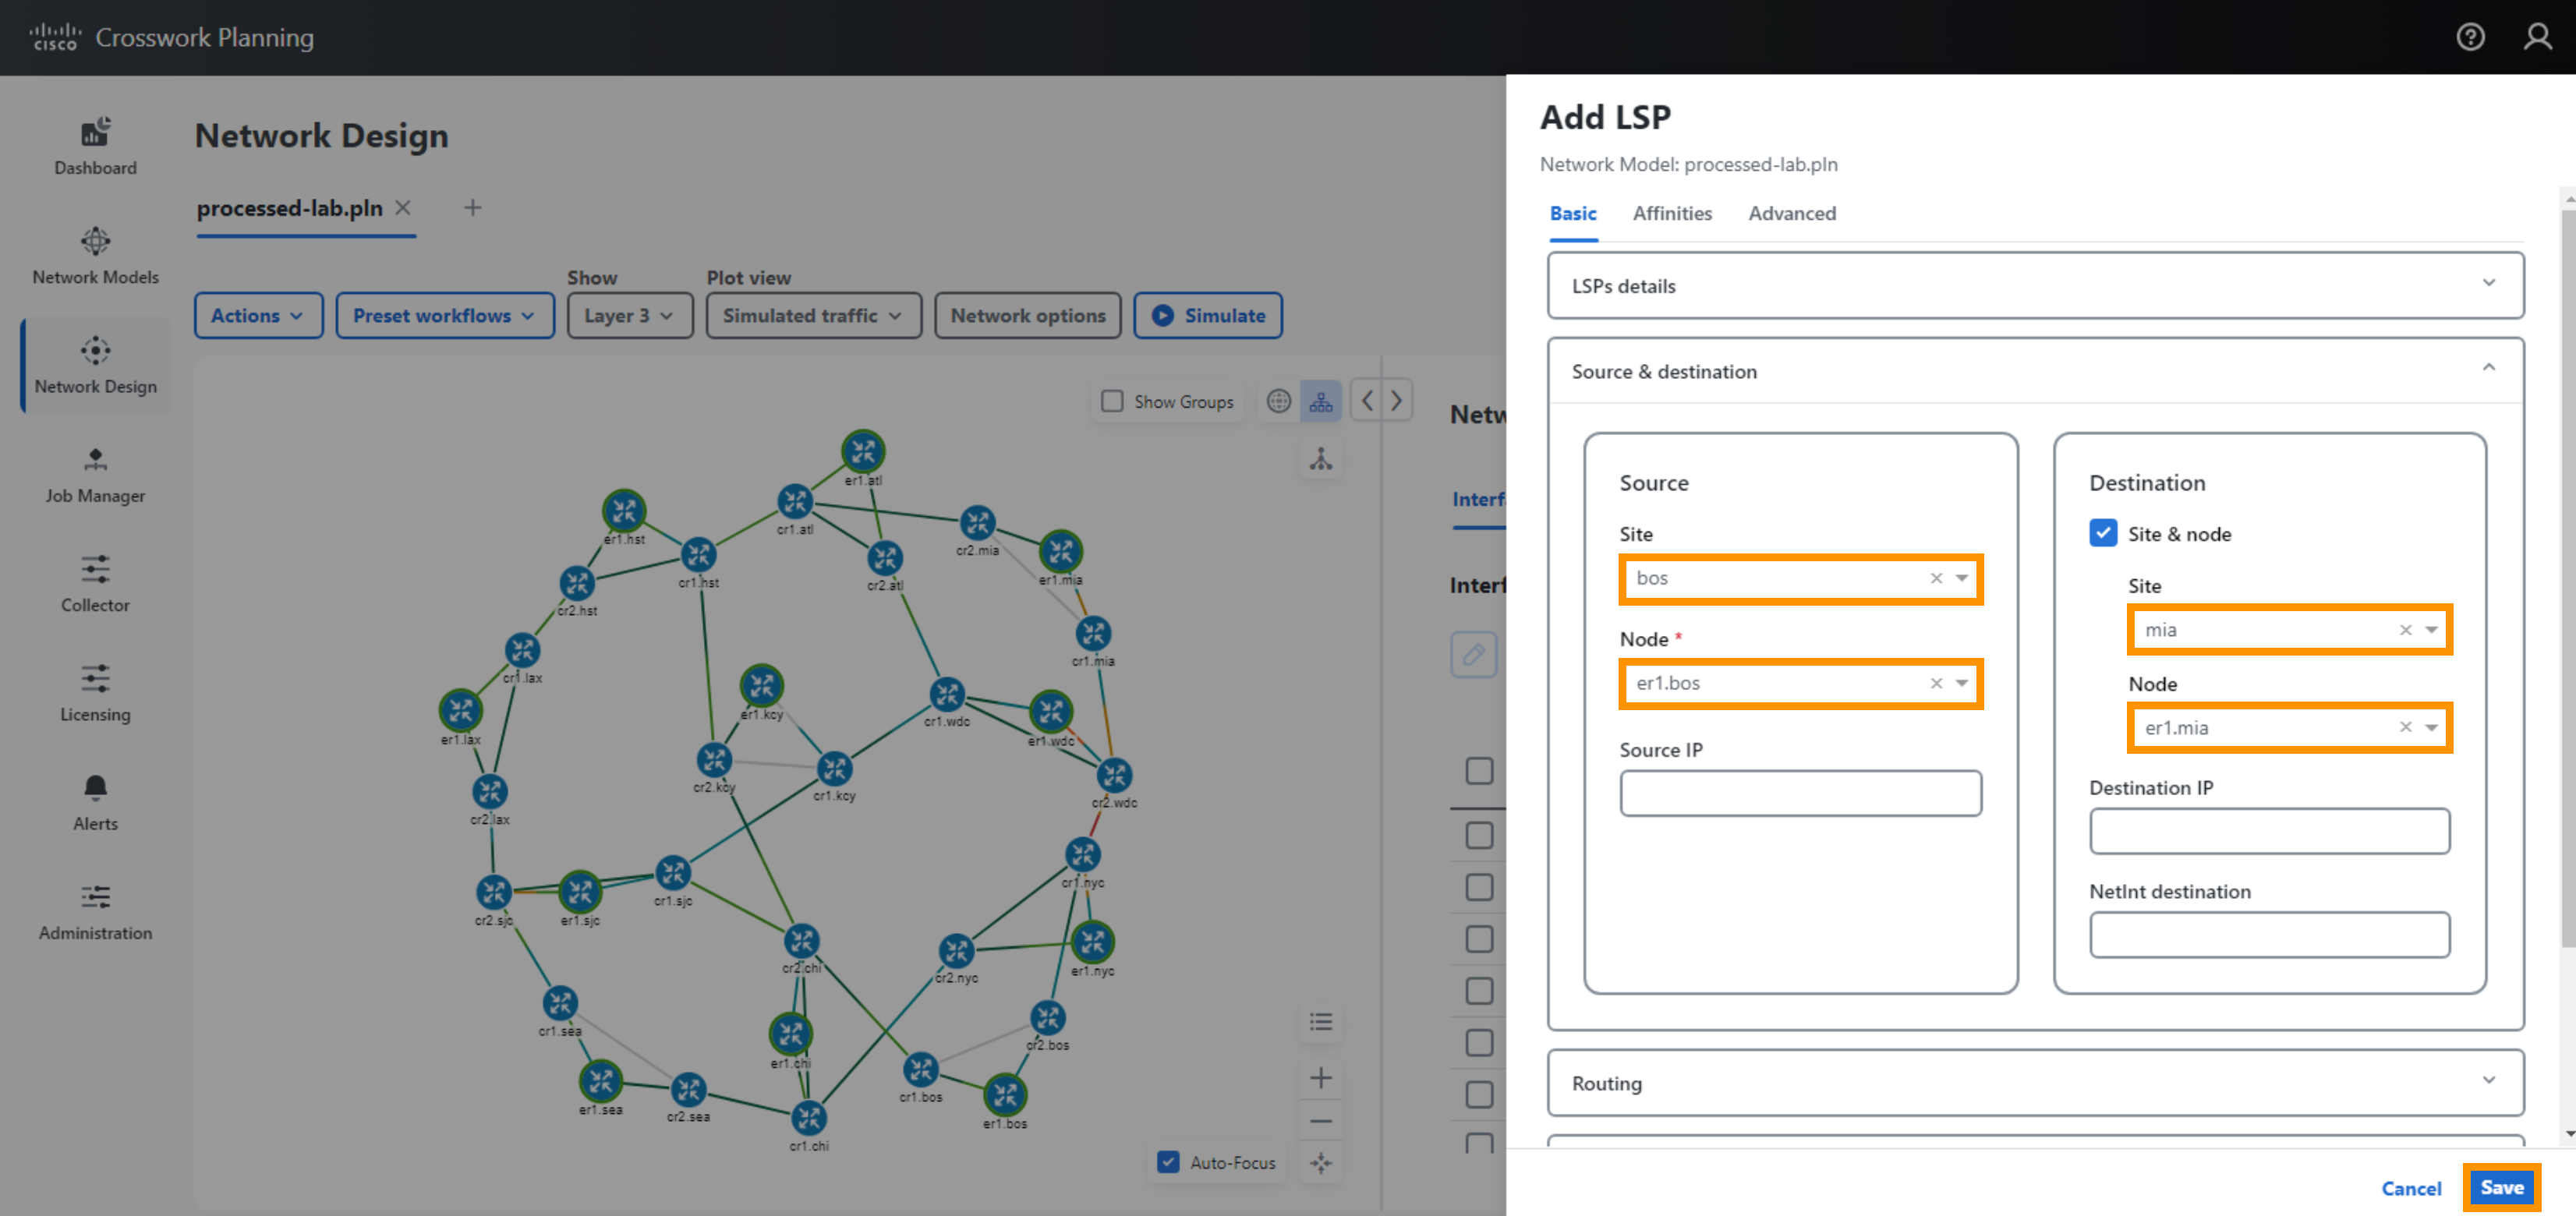 cisco Crosswork Planning
Dashboard
Network Models
Network Design
Job Manager
Collector
Licensing
Alerts
Administration
Network Design
processed-lab.pln
Show
Plot view
Actions
Preset workflows
Layer 3
Simulated traffic
Network options
Simulate
Show Groups
er1.atl
cr1.atl
er1.hst
cr2.mia
cr1.hst
cr2.atl
er1.mia
cr2.hst
cr1.mia
cr1.lax
er1.kcy
cr1.wdc
er1.lax
er1.wdc
cr2.kcy
cr1.kcy
cr2.wdc
cr2.lax
cr1.nyc
cr2.sjc
er1.sjc
cr1.sjc
cr2.chi
cr2.nyc
er1.nyc
cr1.sea
cr2.bos
er1.chi
cr1.bos
er1.sea
cr2.sea
er1.bos
cr1.chi
Auto-Focus
Netw
Interf
Interf
Add LSP
Network Model: processed-lab.pln
Basic
Affinities
Advanced
LSPs details
Source & destination
Source
Site
bos
Node *
er1.bos
Source IP
Destination
Site & node
Site
mia
Node
er1.mia
Destination IP
NetInt destination
Routing
Cancel
Save